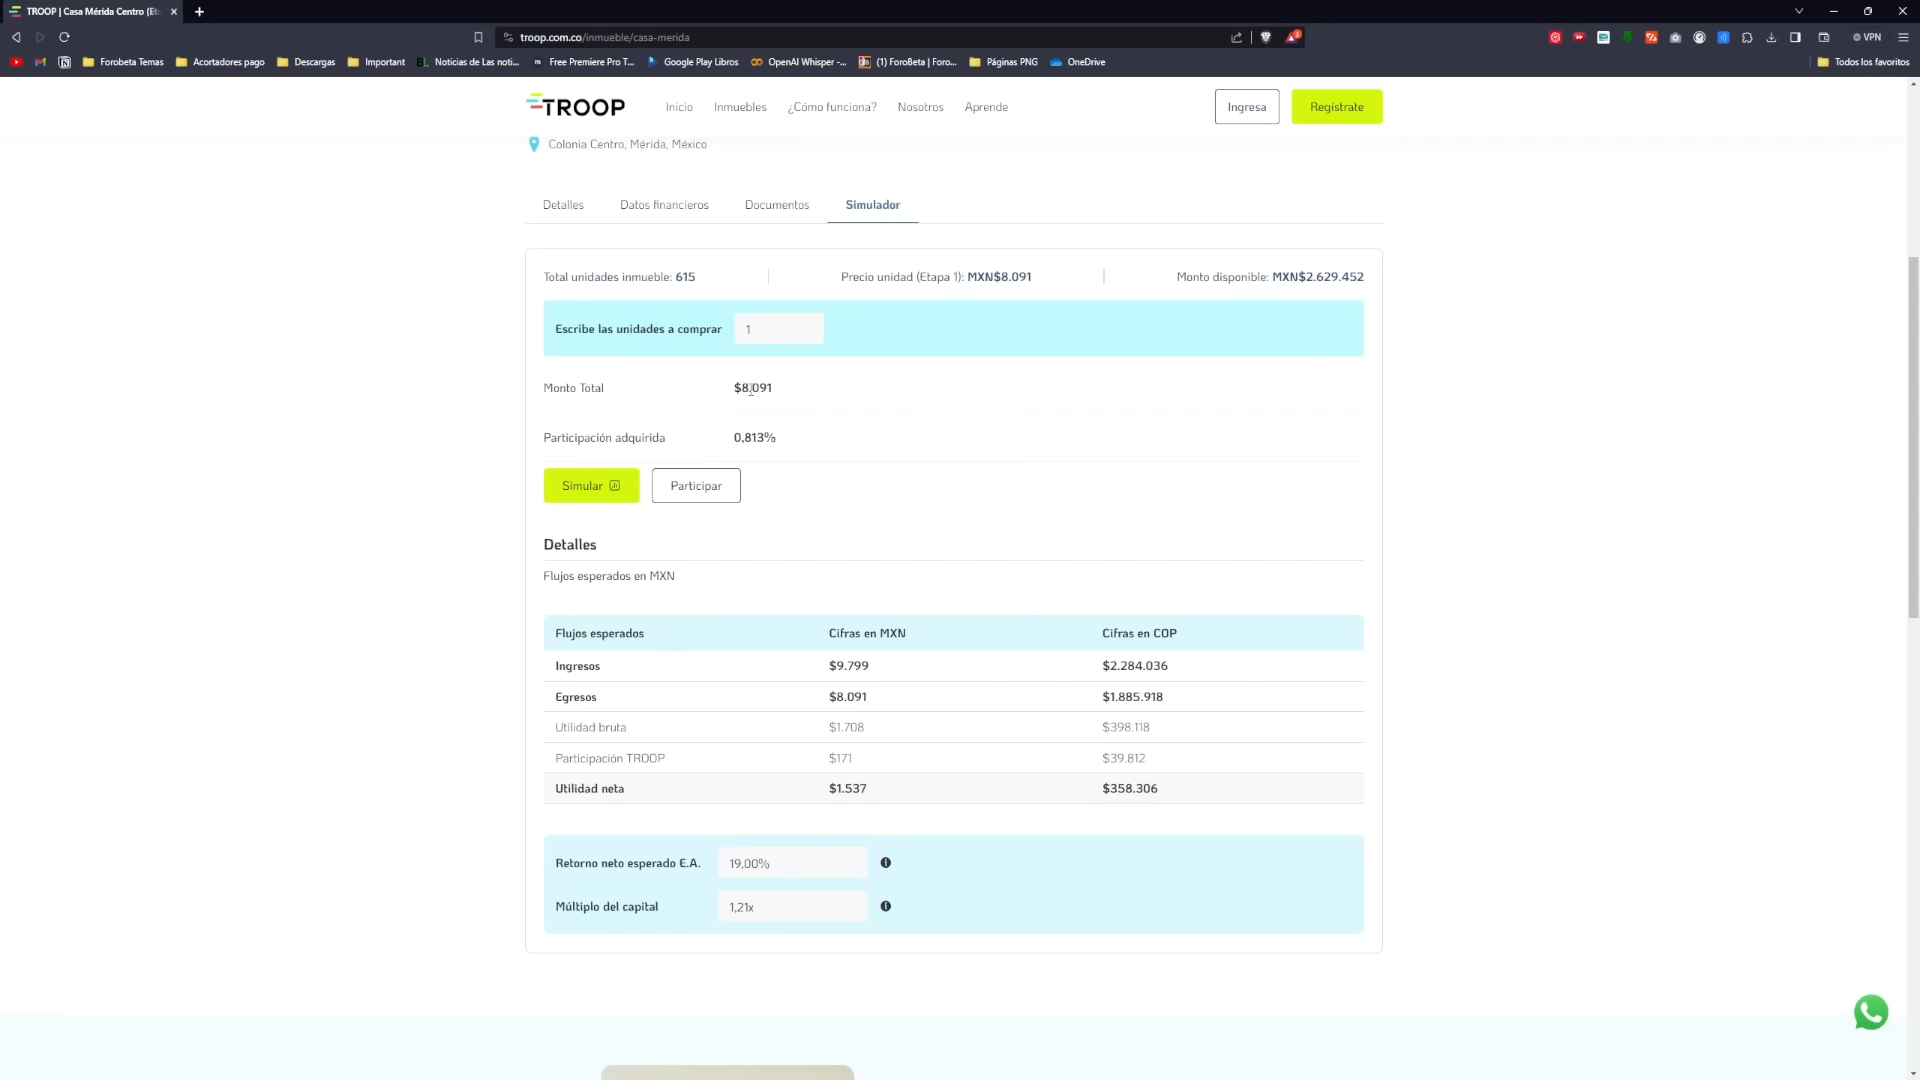 TROOP | Casa Mérida Centro (Eta
troop.com.co/inmueble/casa-merida
VPN
Forobeta Temas
Acortadores pago
Descargas
Important
Noticias de Las noti...
Free Premiere Pro T...
Google Play Libros
OpenAI Whisper -...
(1) ForoBeta | Foro...
Páginas PNG
OneDrive
Todos los favoritos
TROOP
Inicio
Inmuebles
¿Cómo funciona?
Nosotros
Aprende
Ingresa
Regístrate
Colonia Centro, Mérida, México
Detalles
Datos financieros
Documentos
Simulador
Total unidades inmueble: 615
Precio unidad (Etapa 1): MXN$8.091
Monto disponible: MXN$2.629.452
Escribe las unidades a comprar 1
Monto Total $8.091
Participación adquirida 0,813%
Simular
Participar
Detalles
Flujos esperados en MXN
Flujos esperados Cifras en MXN Cifras en COP
Ingresos $9.799 $2.284.036
Egresos $8.091 $1.885.918
Utilidad bruta $1.708 $398.118
Participación TROOP $171 $39.812
Utilidad neta $1.537 $358.306
Retorno neto esperado E.A. 19,00%
Múltiplo del capital 1,21x